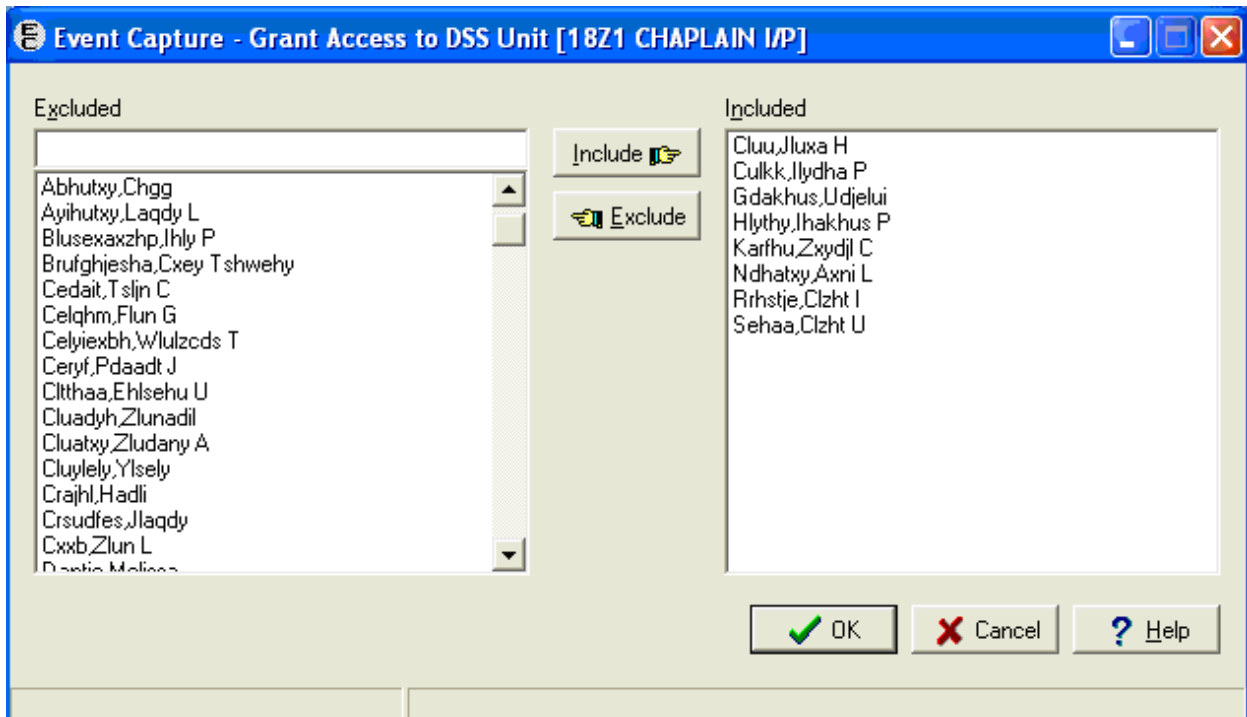 Event Capture - Grant Access to DSS Unit [18Z1 CHAPLAIN I/P]
Excluded
Abhutxy,Chgg
Ayihutxy,Laqdy L
Blusexaxzhp,Ihly P
Brufghjesha,Cxey Tshwehy
Cedait,Tsljn C
Celqhm,Flun G
Celyiexbh,Wlulzcds T
Ceryf,Pdaadt J
Cltthaa,Ehlsehu U
Cluadyh,Zlunadil
Cluatxy,Zludany A
Cluylely,Ylsely
Crajhl,Hadli
Crsudfes,Jlaqdy
Cxxb,Zlun L
Include
Exclude
Included
Cluu,Jluxa H
Culkk,Ilydha P
Gdakhus,Udjelui
Hlythy,Ihakhus P
Karfhu,Zxydjl C
Ndhatxy,Axni L
Rrhstje,Clzht I
Sehaa,Clzht U
OK
Cancel
? Help